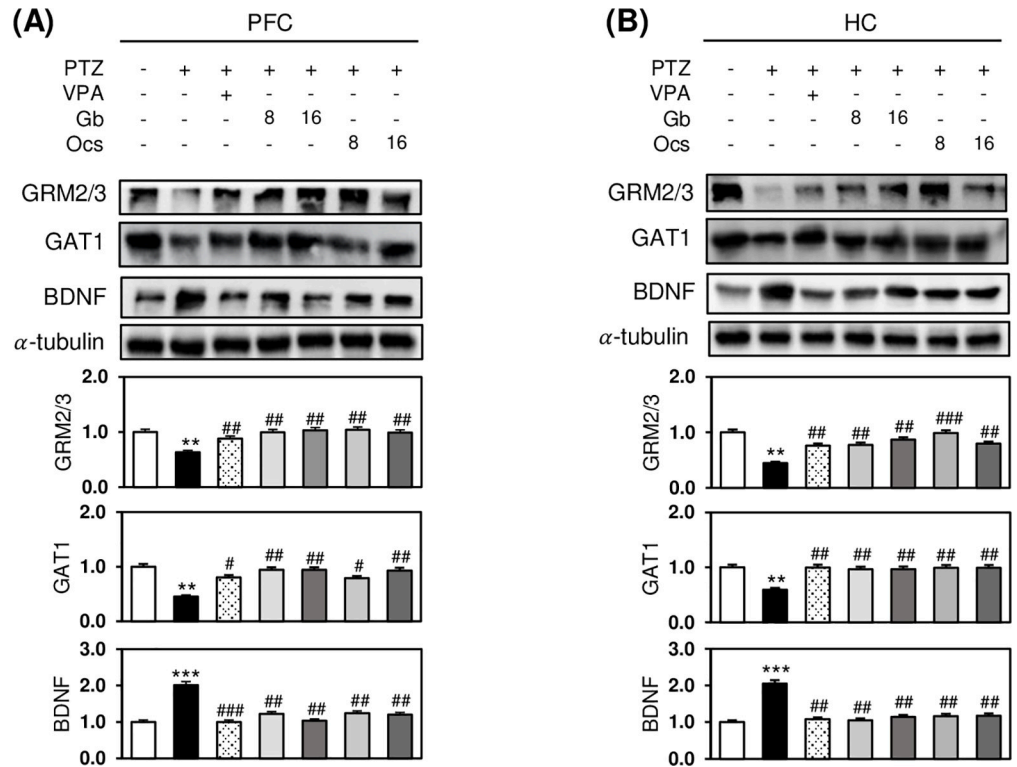 (A) PFC
PTZ - + + + + + +
VPA - - + - - - -
Gb - - - 8 16 - -
Ocs - - - - - 8 16
GRM2/3
GAT1
BDNF
α-tubulin
GRM2/3
2.0
1.0
0.0
** ## ## ## ## ##
GAT1
2.0
1.0
0.0
** # ## ## # ##
BDNF
3.0
2.0
1.0
0.0
*** ### ## ## ## ##
(B) HC
PTZ - + + + + + +
VPA - - + - - - -
Gb - - - 8 16 - -
Ocs - - - - - 8 16
GRM2/3
GAT1
BDNF
α-tubulin
GRM2/3
2.0
1.0
0.0
** ## ## ## ### ##
GAT1
2.0
1.0
0.0
** ## ## ## ## ##
BDNF
3.0
2.0
1.0
0.0
*** ## ## ## ## ##